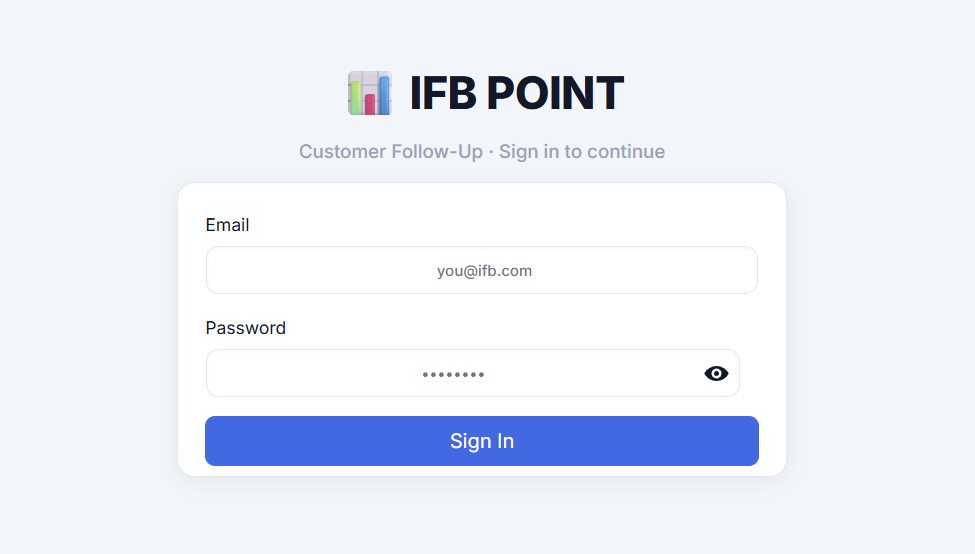 IFB POINT
Customer Follow-Up · Sign in to continue
Email
you@ifb.com
Password
••••••••
Sign In